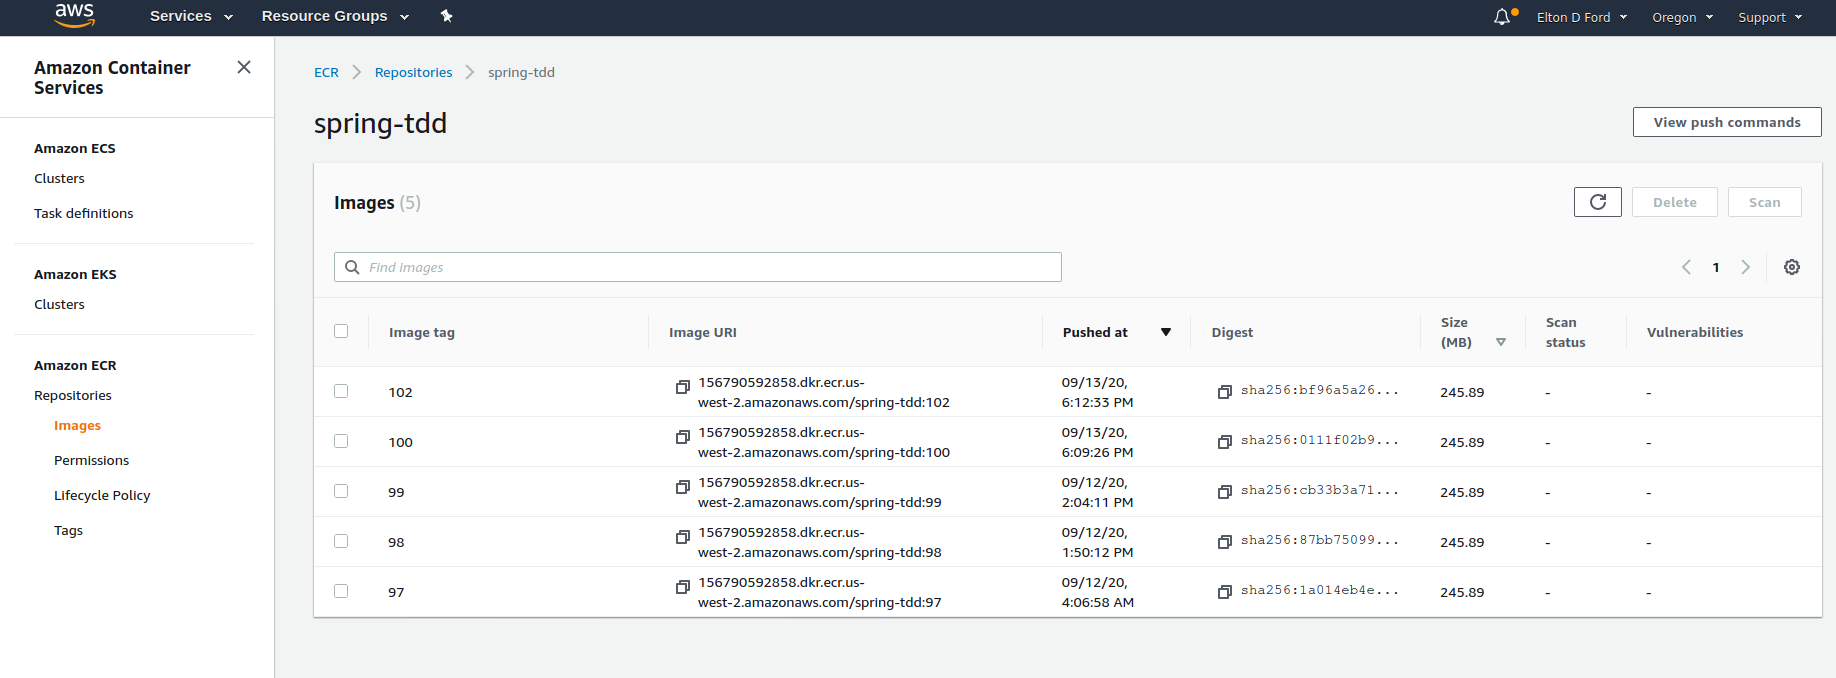 aws
Services
Resource Groups
Elton D Ford
Oregon
Support
Amazon Container
Services
Amazon ECS
Clusters
Task definitions
Amazon EKS
Clusters
Amazon ECR
Repositories
Images
Permissions
Lifecycle Policy
Tags
ECR
Repositories
spring-tdd
spring-tdd
View push commands
Images (5)
Delete
Scan
Find images
1
Image tag
Image URI
Pushed at
Digest
Size
(MB)
Scan
status
Vulnerabilities
102
156790592858.dkr.ecr.us-
west-2.amazonaws.com/spring-tdd:102
09/13/20,
6:12:33 PM
sha256:bf96a5a26...
245.89
-
-
100
156790592858.dkr.ecr.us-
west-2.amazonaws.com/spring-tdd:100
09/13/20,
6:09:26 PM
sha256:0111f02b9...
245.89
-
-
99
156790592858.dkr.ecr.us-
west-2.amazonaws.com/spring-tdd:99
09/12/20,
2:04:11 PM
sha256:cb33b3a71...
245.89
-
-
98
156790592858.dkr.ecr.us-
west-2.amazonaws.com/spring-tdd:98
09/12/20,
1:50:12 PM
sha256:87bb75099...
245.89
-
-
97
156790592858.dkr.ecr.us-
west-2.amazonaws.com/spring-tdd:97
09/12/20,
4:06:58 AM
sha256:1a014eb4e...
245.89
-
-